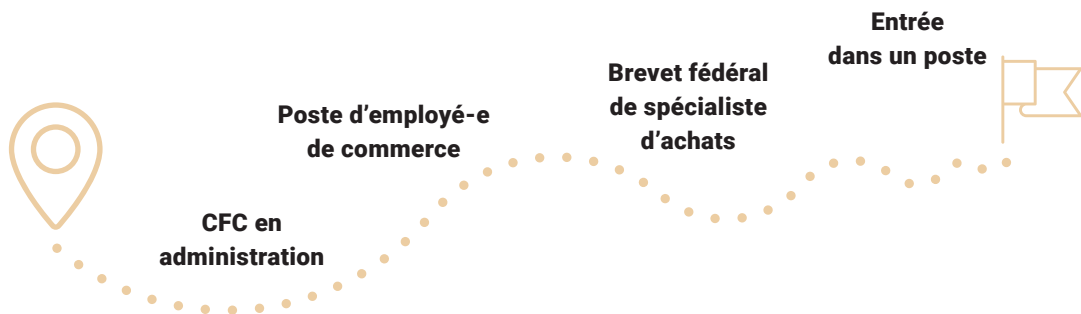 CFC en
administration
Poste d’employé-e
de commerce
Brevet fédéral
de spécialiste
d’achats
Entrée
dans un poste